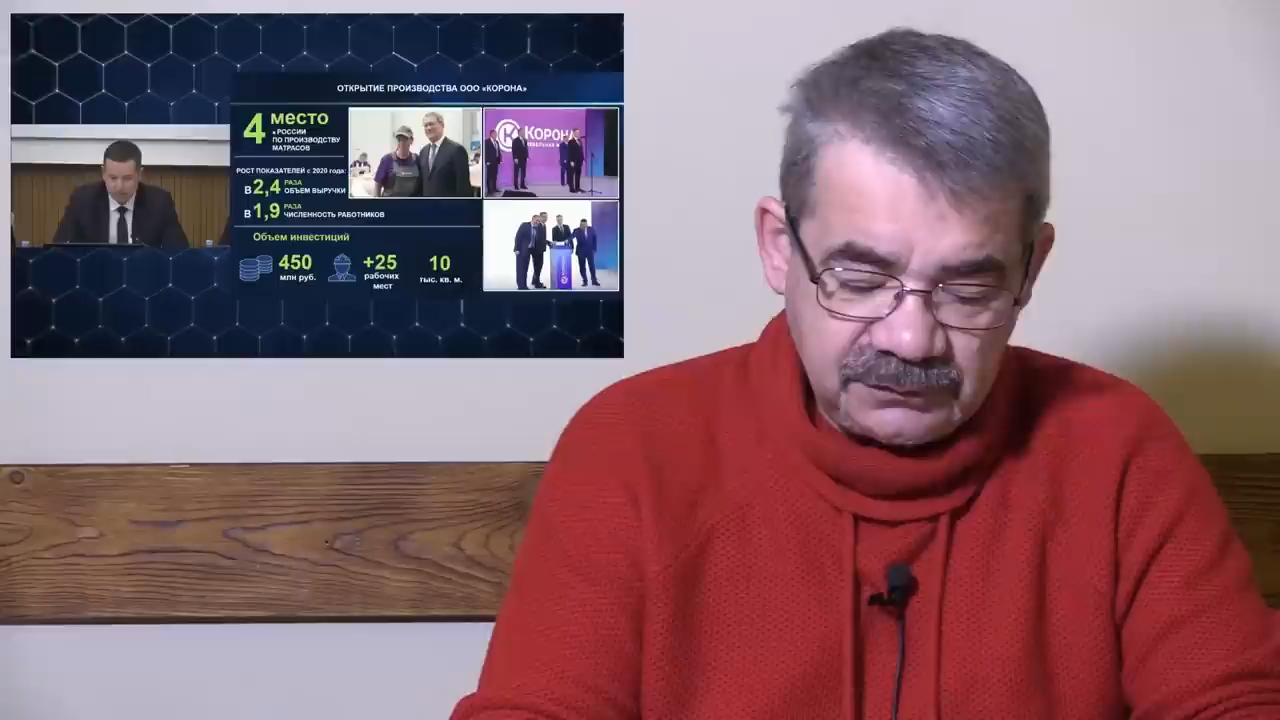 ОТКРЫТИЕ ПРОИЗВОДСТВА ООО «КОРОНА»
4 МЕСТО
в РОССИИ
ПО ПРОИЗВОДСТВУ
МАТРАСОВ
РОСТ ПОКАЗАТЕЛЕЙ с 2020 года:
В 2,4 РАЗА
ОБЪЕМ ВЫРУЧКИ
В 1,9 РАЗА
ЧИСЛЕННОСТЬ РАБОТНИКОВ
Объем инвестиций
450
млн руб.
+25
рабочих
мест
10
тыс. кв. м.
КОРОНА